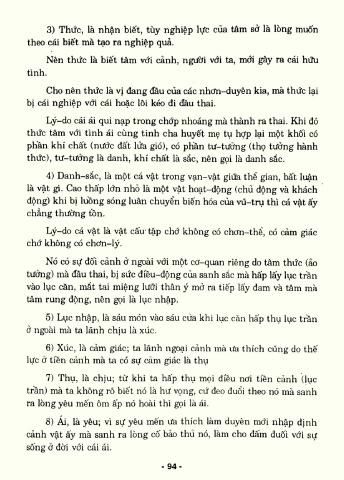 3) Thức, là nhận biết, tùy nghiệp lực của tâm sở là lòng muốn
theo cái biết mà tạo ra nghiệp quả.
Nên thức là biết tâm với cảnh, người với ta, mới gây ra cái hữu
tình.
Cho nên thức là vị đang đầu của các nhơn–duyên kia, mà thức lại
bị cái nghiệp với cái hoặc lôi kéo đi đầu thai.
Lý–do cái ái qui nạp trong chớp nhoáng mà thành ra thai. Khi đó
thức tâm với tình ái cùng tinh cha huyết mẹ tụ hợp lại một khối có
phần khí chất (nước đất lửa gió), có phần tư–tưởng (thọ tưởng hành
thức), tư–tưởng là danh, khí chất là sắc, nên gọi là danh sắc.
4) Danh–sắc, là một cá vật trong vạn–vật giữa thế gian, bất luận
là vật gì. Cao thấp lớn nhỏ là một vật hoạt–động (chủ động và khách
động) khi bị luồng sóng luân chuyển biến hóa của vũ–trụ thì cá vật ấy
chẳng thường tồn.
Lý–do cá vật là vật cấu tập chớ không có chơn–thể, có cảm giác
chớ không có chơn–lý.
Nó có sự đối cảnh ở ngoài với một cơ–quan riêng do tâm thức (ảo
tưởng) mà đầu thai, bị sức điều–động của sanh sắc mà hấp lấy lục trần
vào lục căn, mắt tai miệng lưỡi thân ý mở ra tiếp lấy đam và tâm mà
tâm rung động, nên gọi là lục nhập.
5) Lục nhập, là sáu món vào sáu cửa khi lục căn hấp thụ lục trần
ở ngoài mà ta lãnh chịu là xúc.
6) Xúc, là cảm giác; ta lãnh ngoại cảnh mà ưa thích cũng do thế
lực ở tiền cảnh mà ta có sự cảm giác là thụ
7) Thụ, là chịu; từ khi ta hấp thụ mọi điều nơi tiền cảnh (lục
trần) mà ta không rõ biết nó là hư vọng, cứ đeo đuổi theo nó mà sanh
ra lòng yêu mến ôm ấp nó hoài thì gọi là ái.
8) Ái, là yêu; vì sự yêu mến ưa thích làm duyên mới nhập định
cảnh vật ấy mà sanh ra lòng cố bảo thủ nó, làm cho đắm đuối với sự
sống ở đời với cái ái.
- 94 -